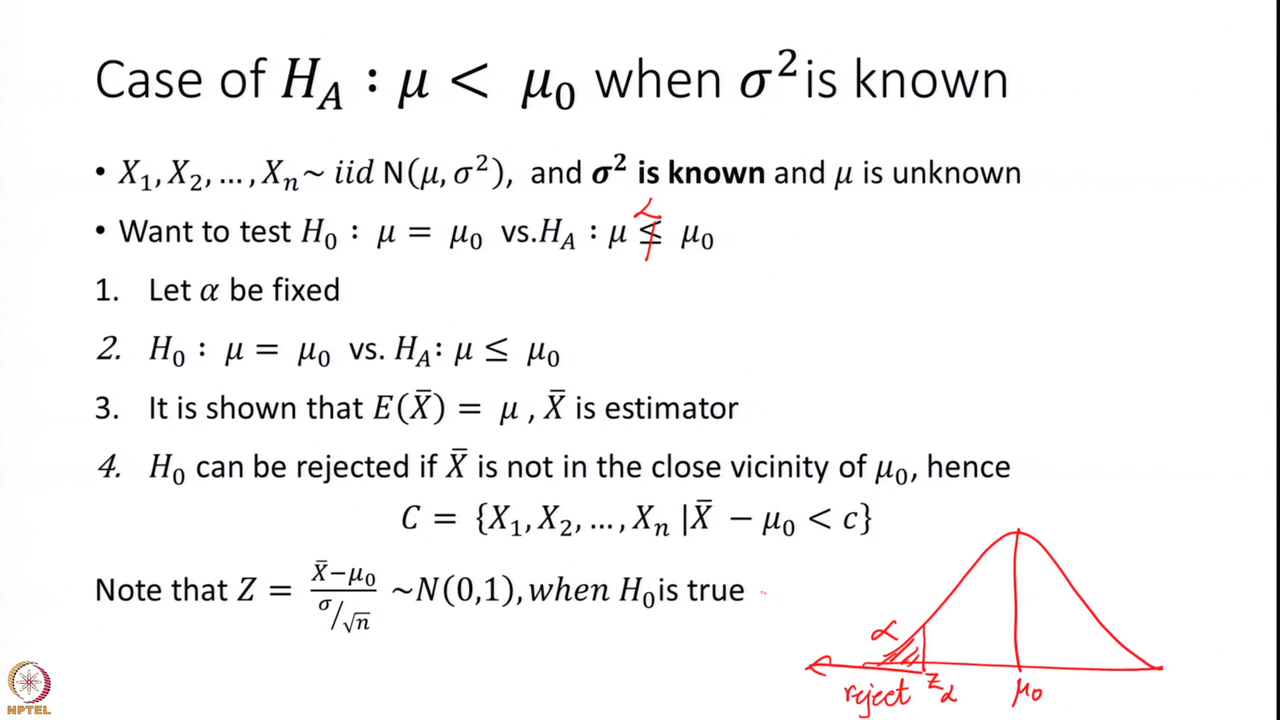 Case of H_A : μ < μ_0 when σ² is known
• X_1, X_2, …, X_n ~ iid N(μ, σ²), and σ² is known and μ is unknown
<
• Want to test H_0 : μ = μ_0 vs. H_A : μ ≤ μ_0
1. Let α be fixed
2. H_0 : μ = μ_0 vs. H_A: μ ≤ μ_0
3. It is shown that E(X̄) = μ , X̄ is estimator
4. H_0 can be rejected if X̄ is not in the close vicinity of μ_0, hence
C = {X_1, X_2, …, X_n |X̄ − μ_0 < c}
Note that Z = (X̄−μ_0)/(σ/√n) ~N(0,1), when H_0 is true
α
reject z_α μ_0
NPTEL